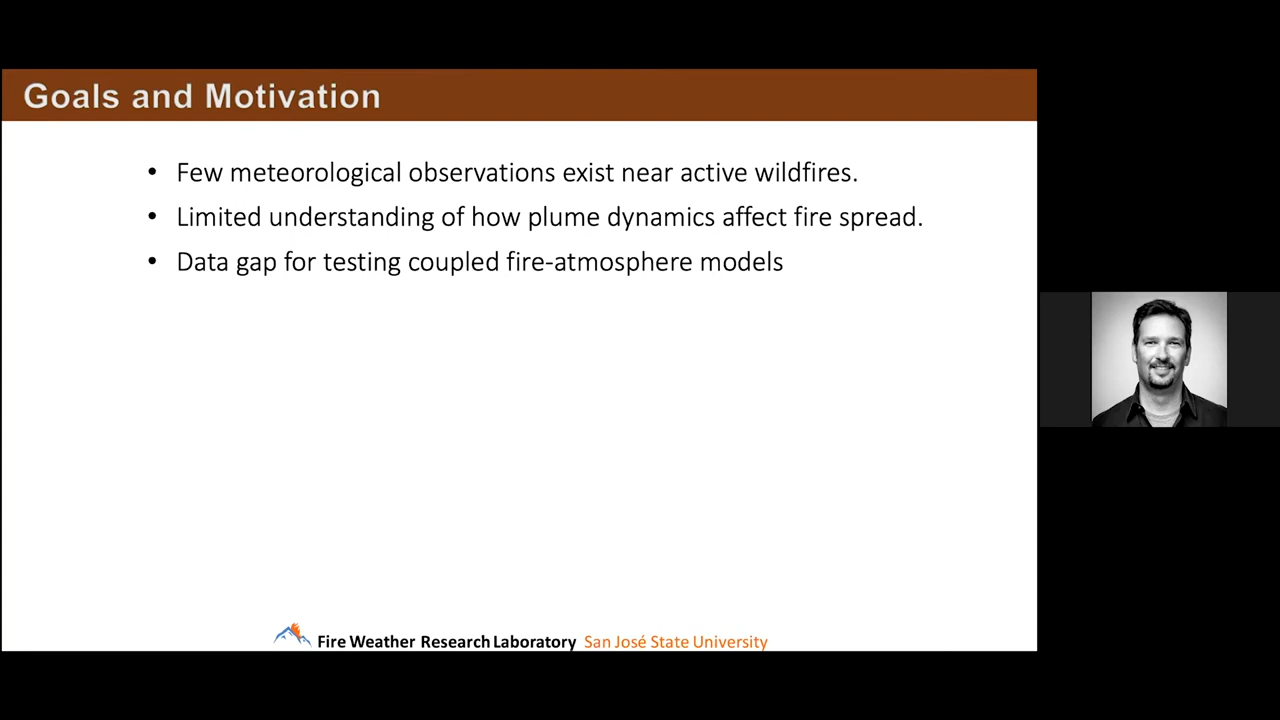 Goals and Motivation
• Few meteorological observations exist near active wildfires.
• Limited understanding of how plume dynamics affect fire spread.
• Data gap for testing coupled fire-atmosphere models
Fire Weather Research Laboratory San José State University